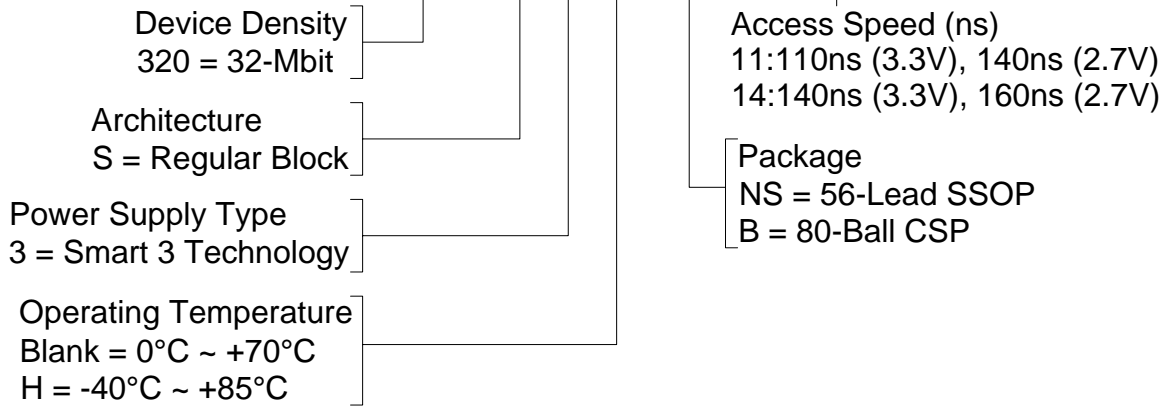 Device Density
320 = 32-Mbit
Architecture
S = Regular Block
Power Supply Type
3 = Smart 3 Technology
Operating Temperature
Blank = 0°C ~ +70°C
H = -40°C ~ +85°C
Access Speed (ns)
11:110ns (3.3V), 140ns (2.7V)
14:140ns (3.3V), 160ns (2.7V)
Package
NS = 56-Lead SSOP
B = 80-Ball CSP